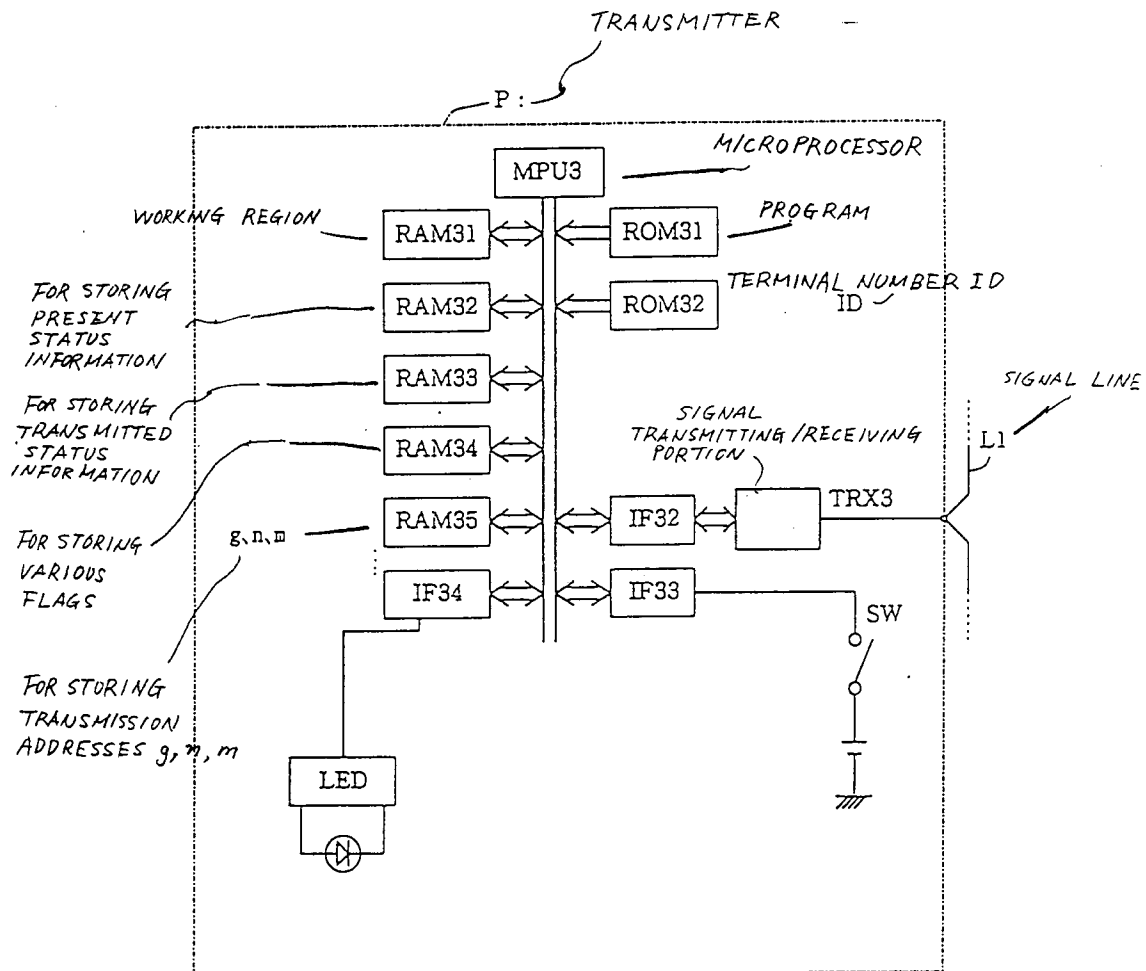 TRANSMITTER
P :
MICROPROCESSOR
MPU3
WORKING REGION
RAM31
ROM31
PROGRAM
FOR STORING
PRESENT
STATUS
INFORMATION
RAM32
ROM32
TERMINAL NUMBER ID
ID
RAM33
FOR STORING
TRANSMITTED
STATUS
INFORMATION
RAM34
SIGNAL
TRANSMITTING/RECEIVING
PORTION
SIGNAL LINE
L1
FOR STORING
VARIOUS
FLAGS
g、n、m
RAM35
IF32
TRX3
IF34
IF33
SW
FOR STORING
TRANSMISSION
ADDRESSES g, n, m
LED